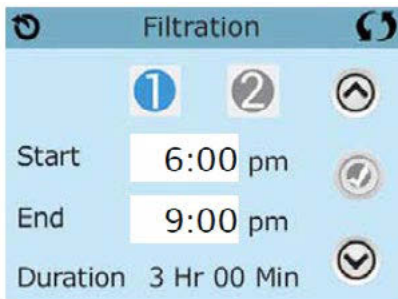 Filtration
1 2
Start 6:00 pm
End 9:00 pm
Duration 3 Hr 00 Min